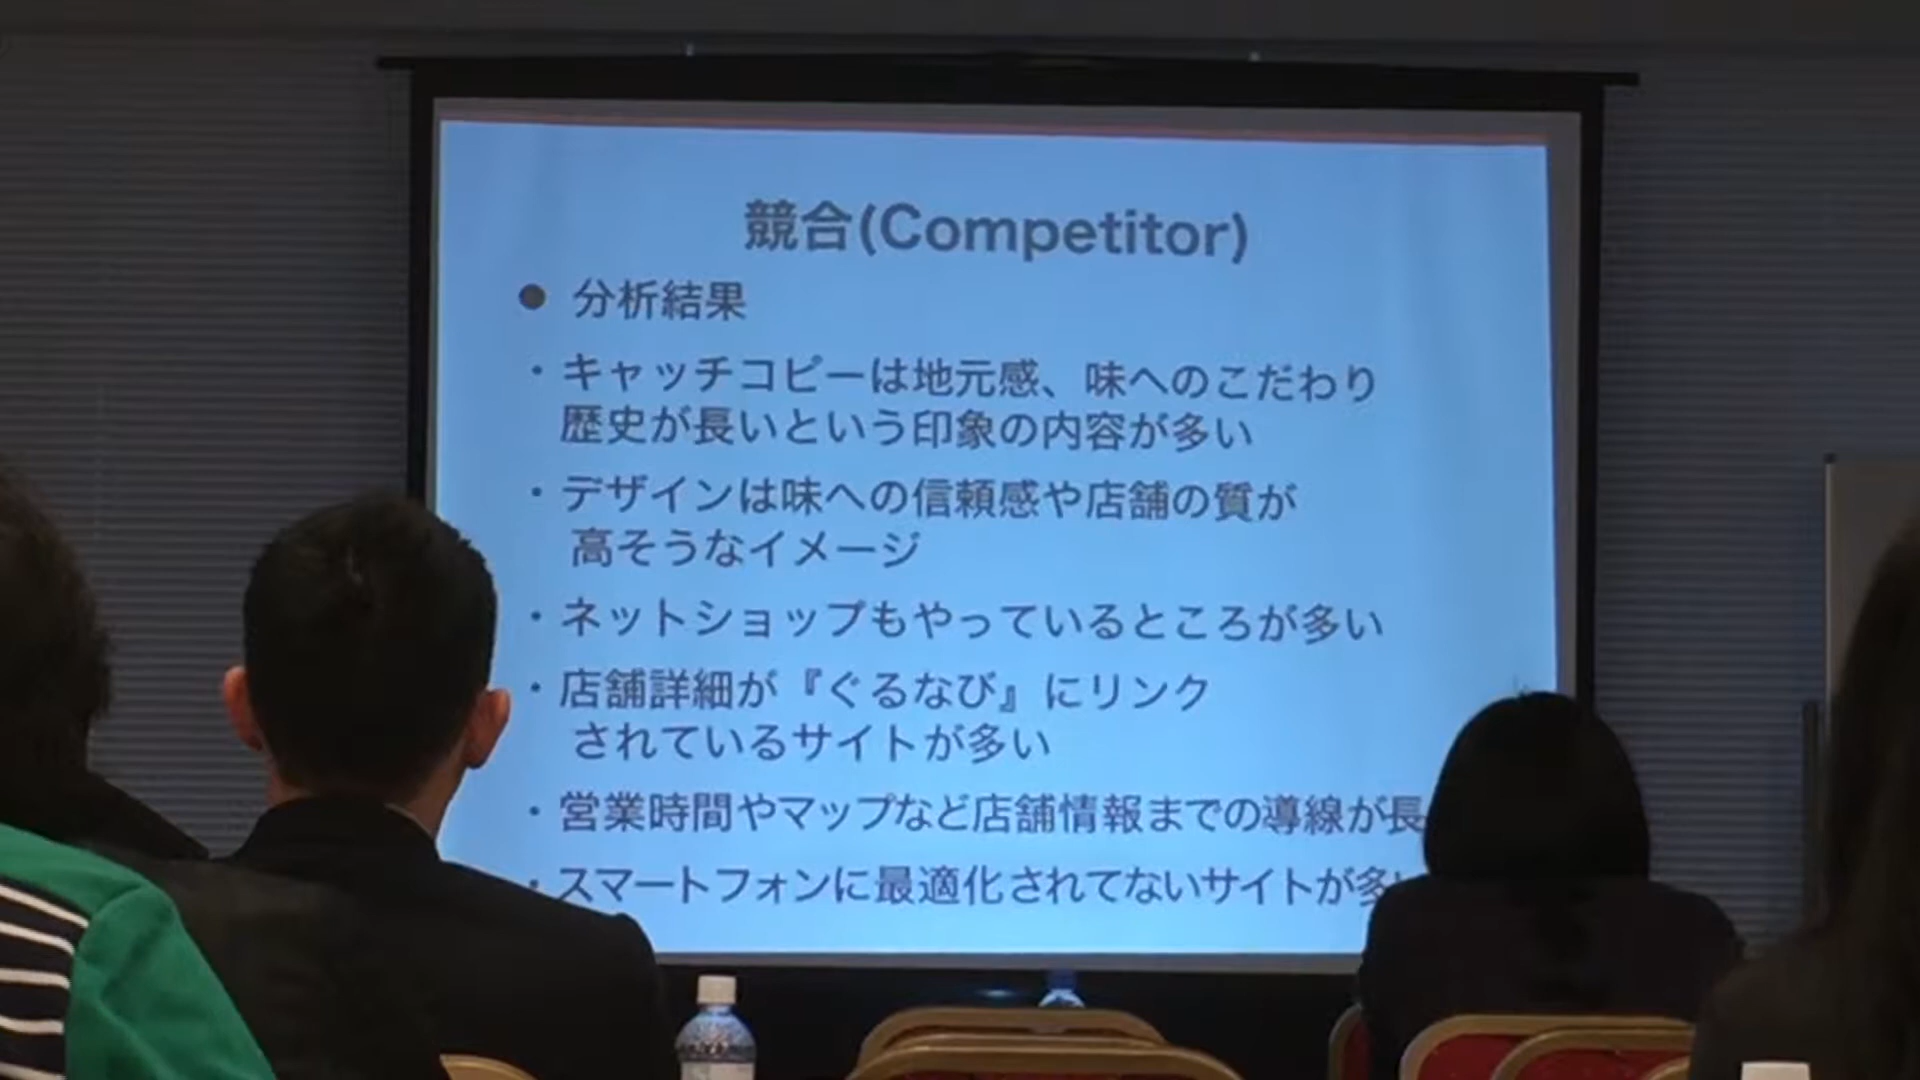 競合(Competitor)
● 分析結果
・キャッチコピーは地元感、味へのこだわり
歴史が長いという印象の内容が多い
・デザインは味への信頼感や店舗の質が
高そうなイメージ
・ネットショップもやっているところが多い
・店舗詳細が『ぐるなび』にリンク
されているサイトが多い
・営業時間やマップなど店舗情報までの導線が長
・スマートフォンに最適化されてないサイトが多